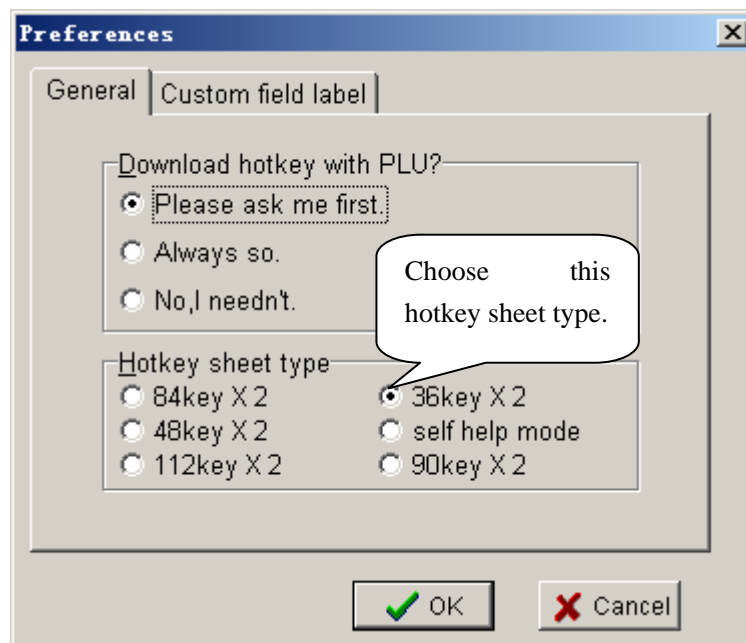 Preferences
General Custom field label
Download hotkey with PLU?
Please ask me first.
Always so.
No,I needn't.
Choose this
hotkey sheet type.
Hotkey sheet type
84key X 2 36key X 2
48key X 2 self help mode
112key X 2 90key X 2
OK Cancel